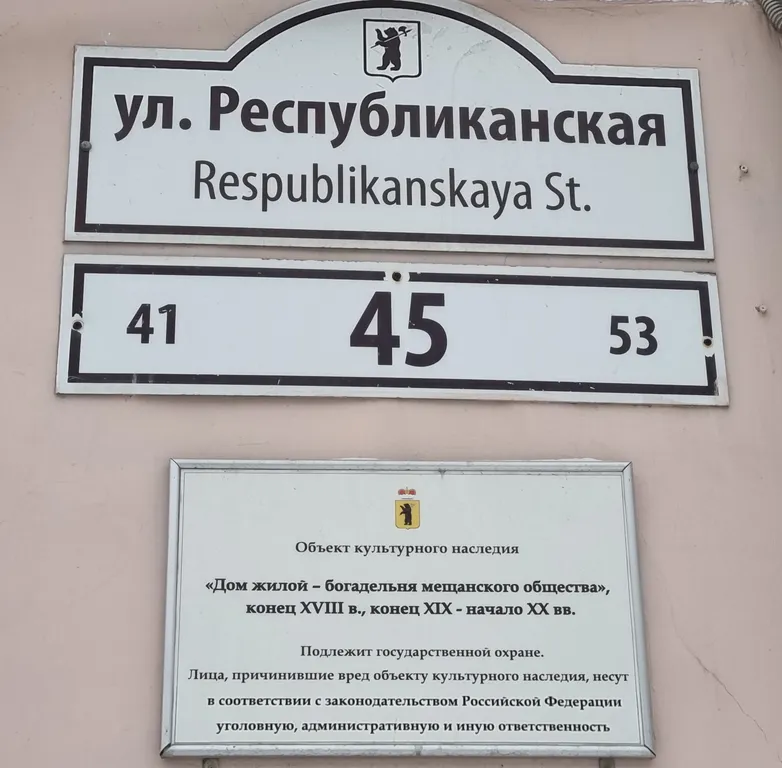 ул. Республиканская
Respublikanskaya St.
41 45 53
Объект культурного наследия
«Дом жилой – богадельня мещанского общества»,
конец XVIII в., конец XIX - начало XX вв.
Подлежит государственной охране.
Лица, причинившие вред объекту культурного наследия, несут
в соответствии с законодательством Российской Федерации
уголовную, административную и иную ответственность